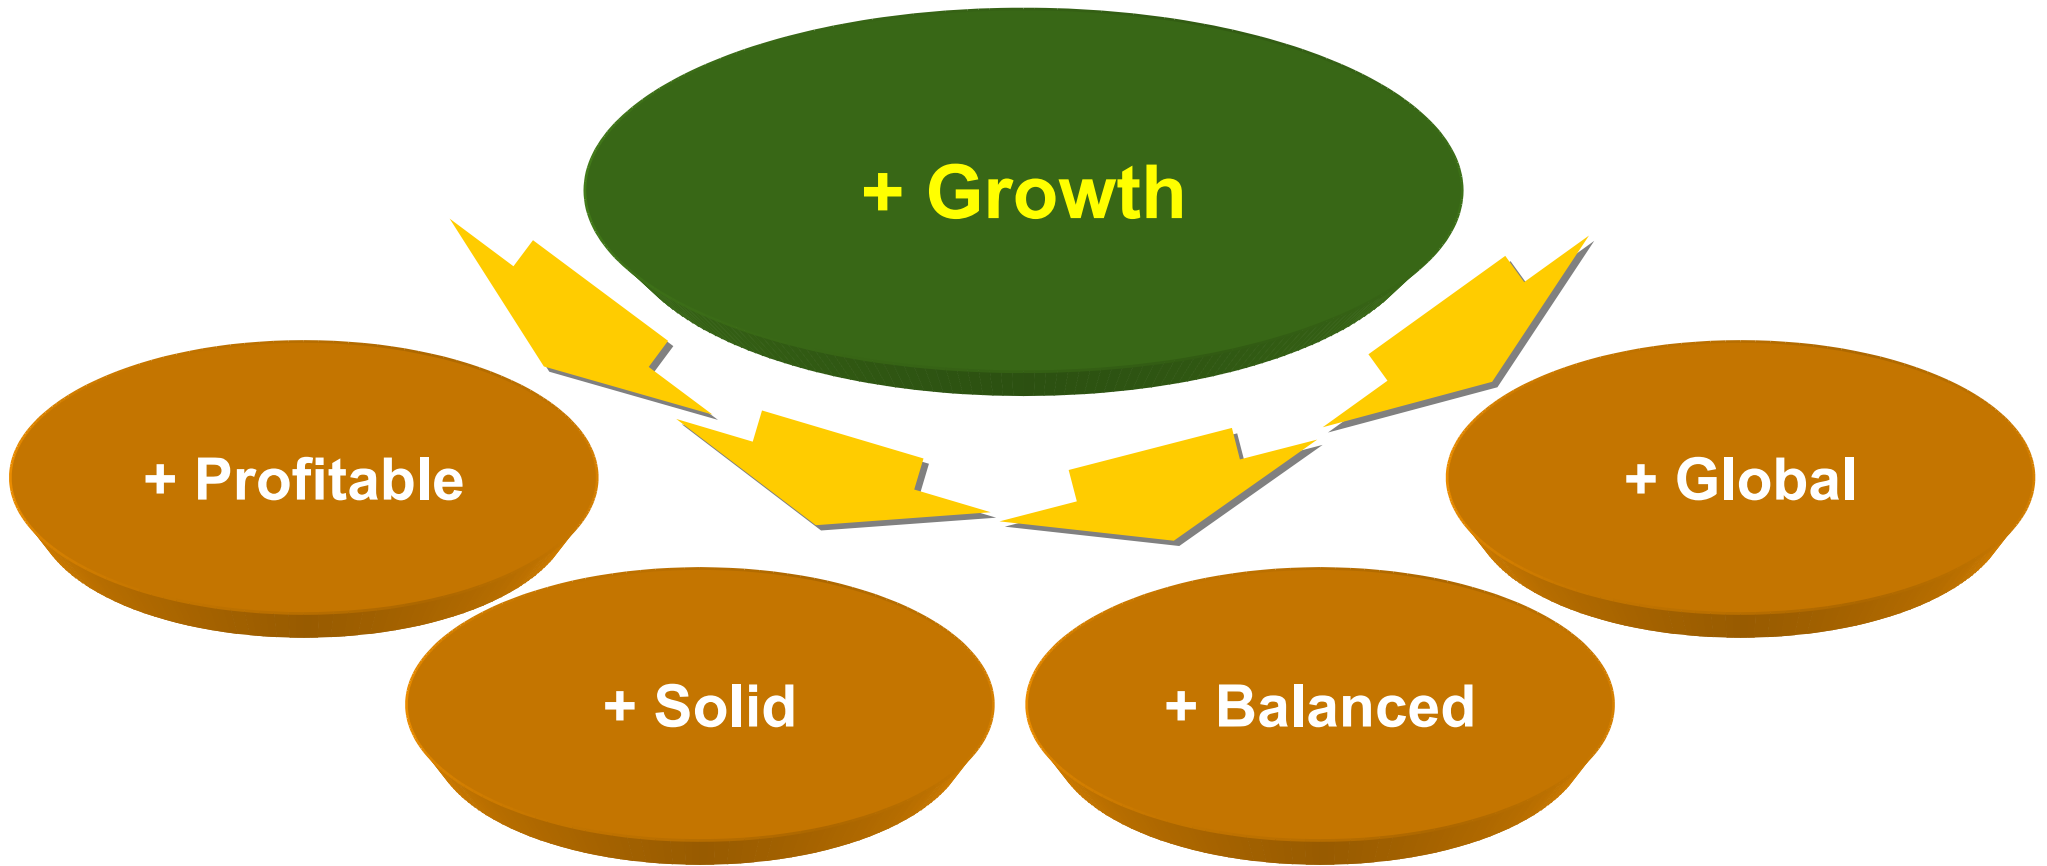 + Growth
+ Profitable
+ Global
+ Solid
+ Balanced